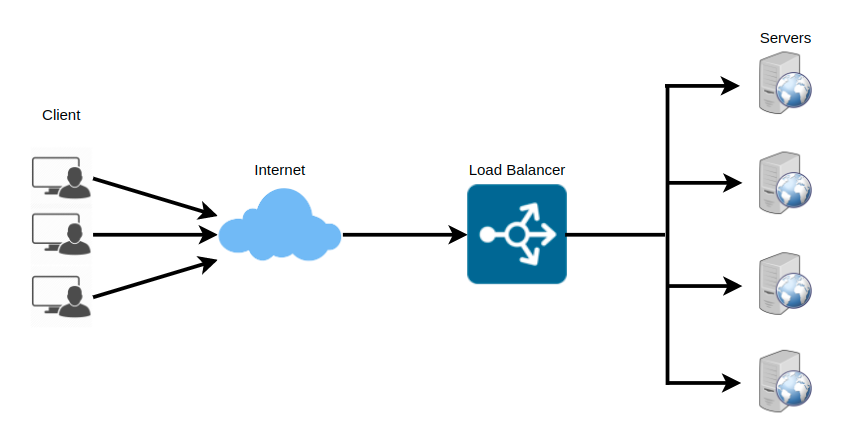 Client
Internet
Load Balancer
Servers